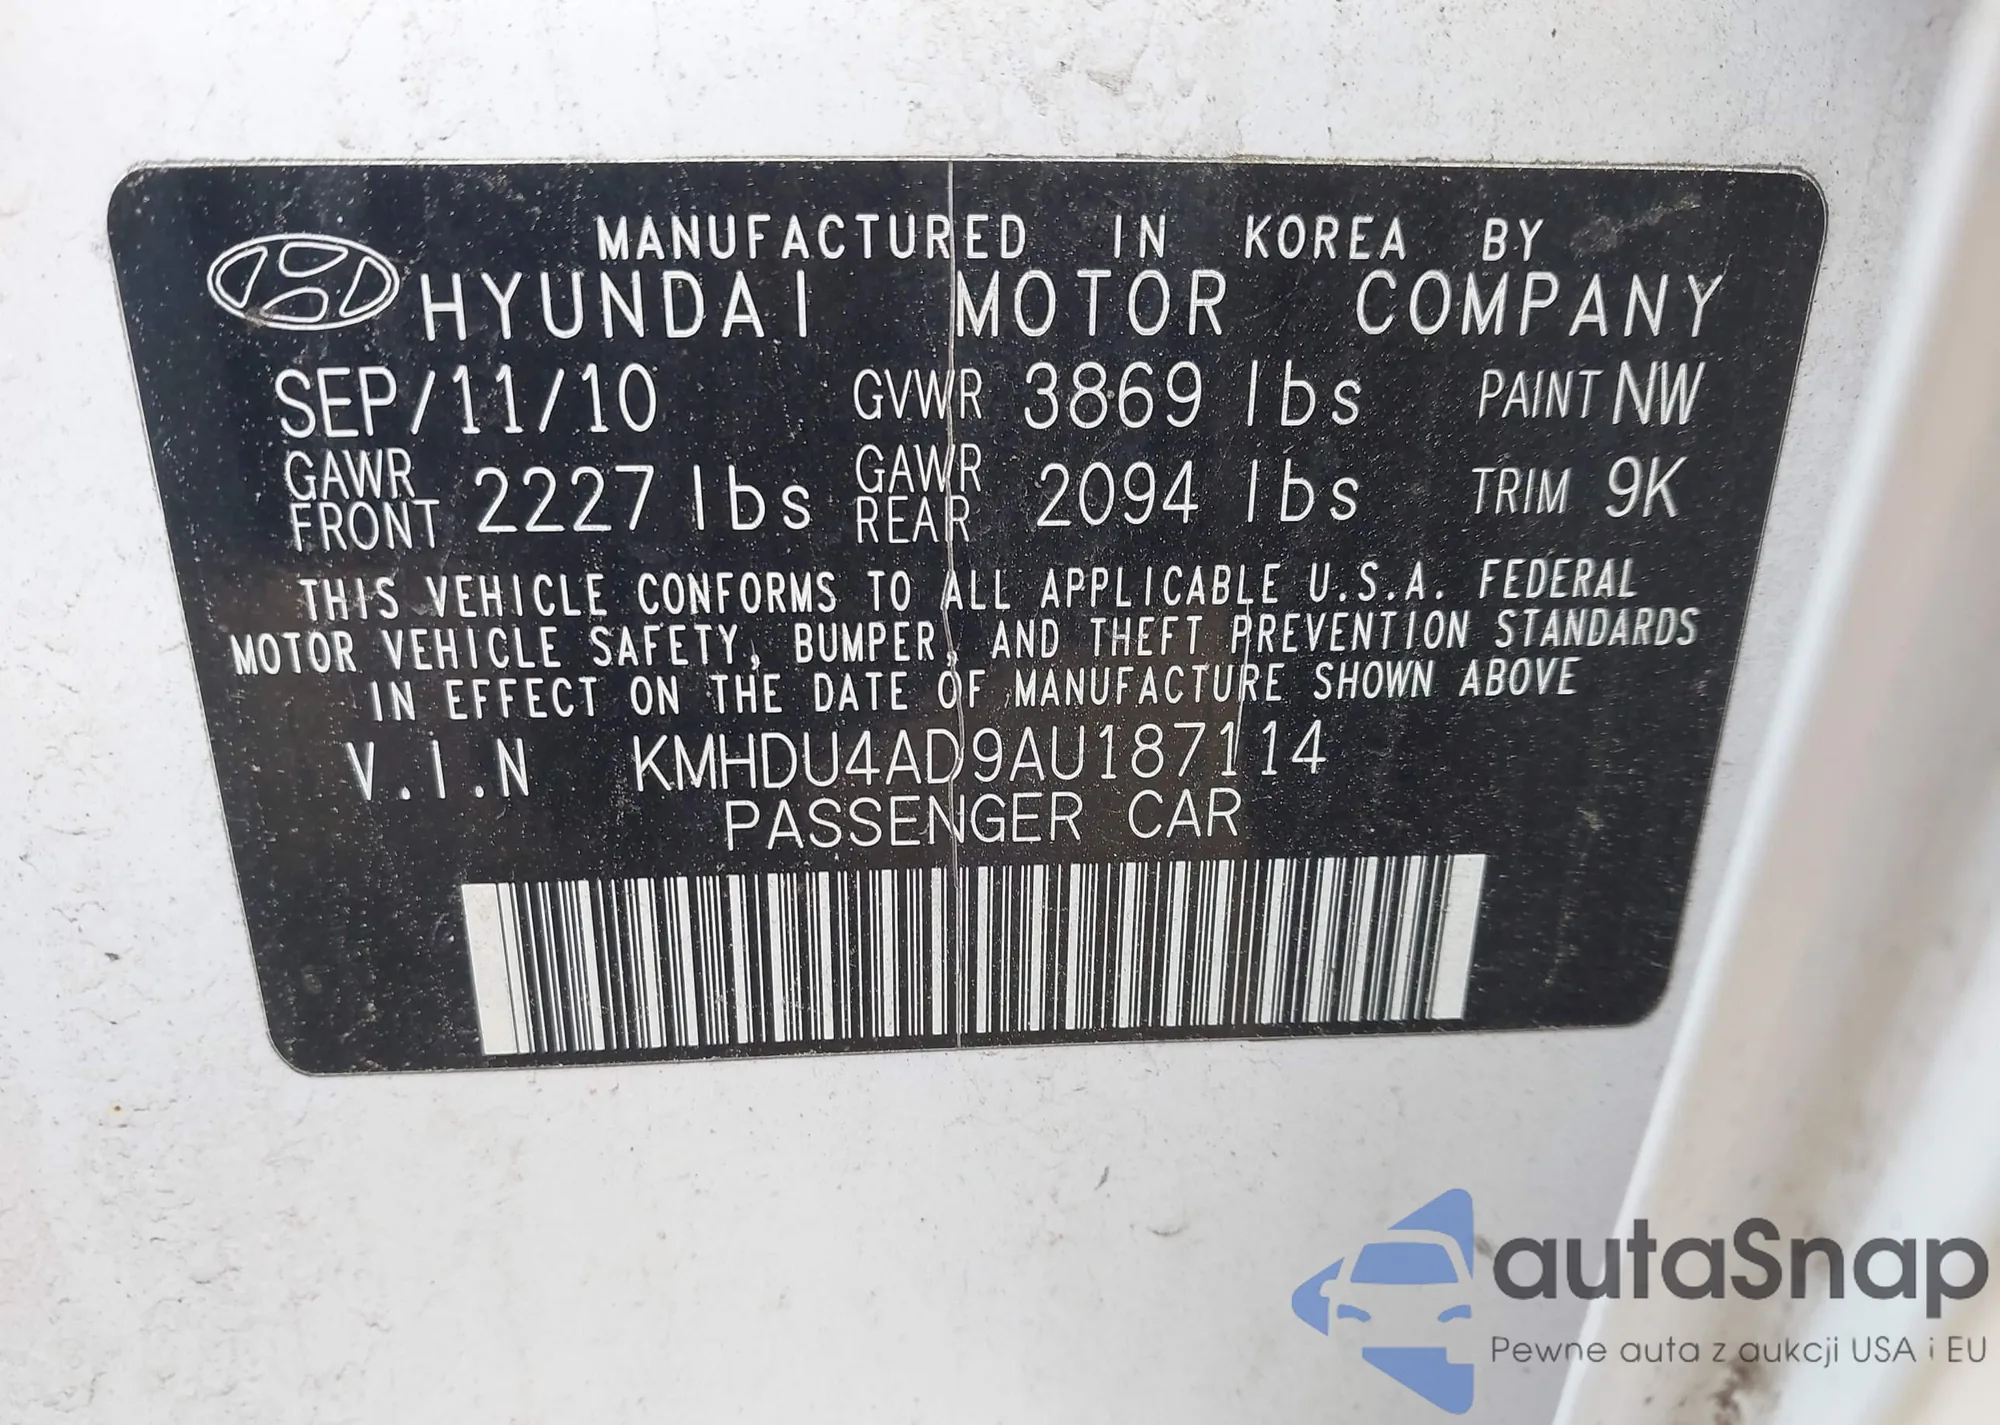 MANUFACTURED IN KOREA BY
HYUNDAI MOTOR COMPANY
SEP/11/10 GVWR 3869 lbs PAINT NW
GAWR FRONT 2227 lbs GAWR REAR 2094 lbs TRIM 9K
THIS VEHICLE CONFORMS TO ALL APPLICABLE U.S.A. FEDERAL
MOTOR VEHICLE SAFETY, BUMPER, AND THEFT PREVENTION STANDARDS
IN EFFECT ON THE DATE OF MANUFACTURE SHOWN ABOVE
V.I.N KMHDU4AD9AU187114
PASSENGER CAR
autaSnap
Pewne auta z aukcji USA i EU